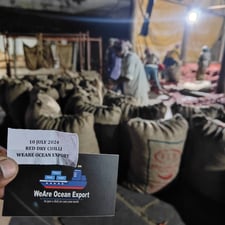 10 JULY 2024
RED DRY CHILLI
WEARE OCEAN EXPORT
WeAre Ocean Export